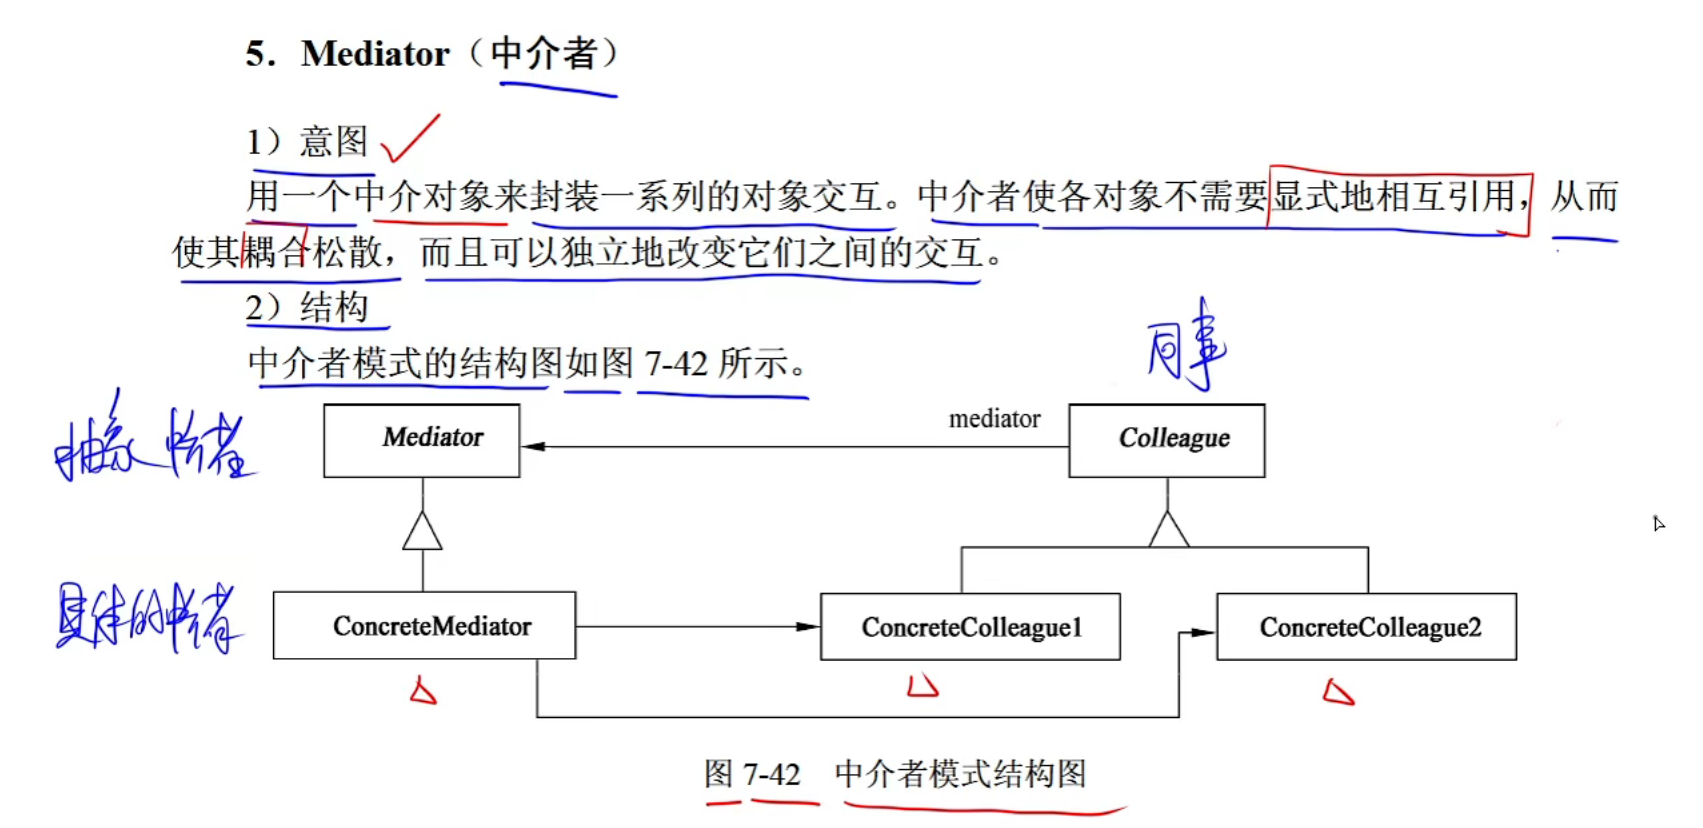 5．Mediator（中介者）
1）意图
用一个中介对象来封装一系列的对象交互。中介者使各对象不需要显式地相互引用，从而
使其耦合松散，而且可以独立地改变它们之间的交互。
2）结构
同事
中介者模式的结构图如图 7-42 所示。
抽象中介者
Mediator
mediator
Colleague
具体的中介者
ConcreteMediator
ConcreteColleague1
ConcreteColleague2
图 7-42 中介者模式结构图